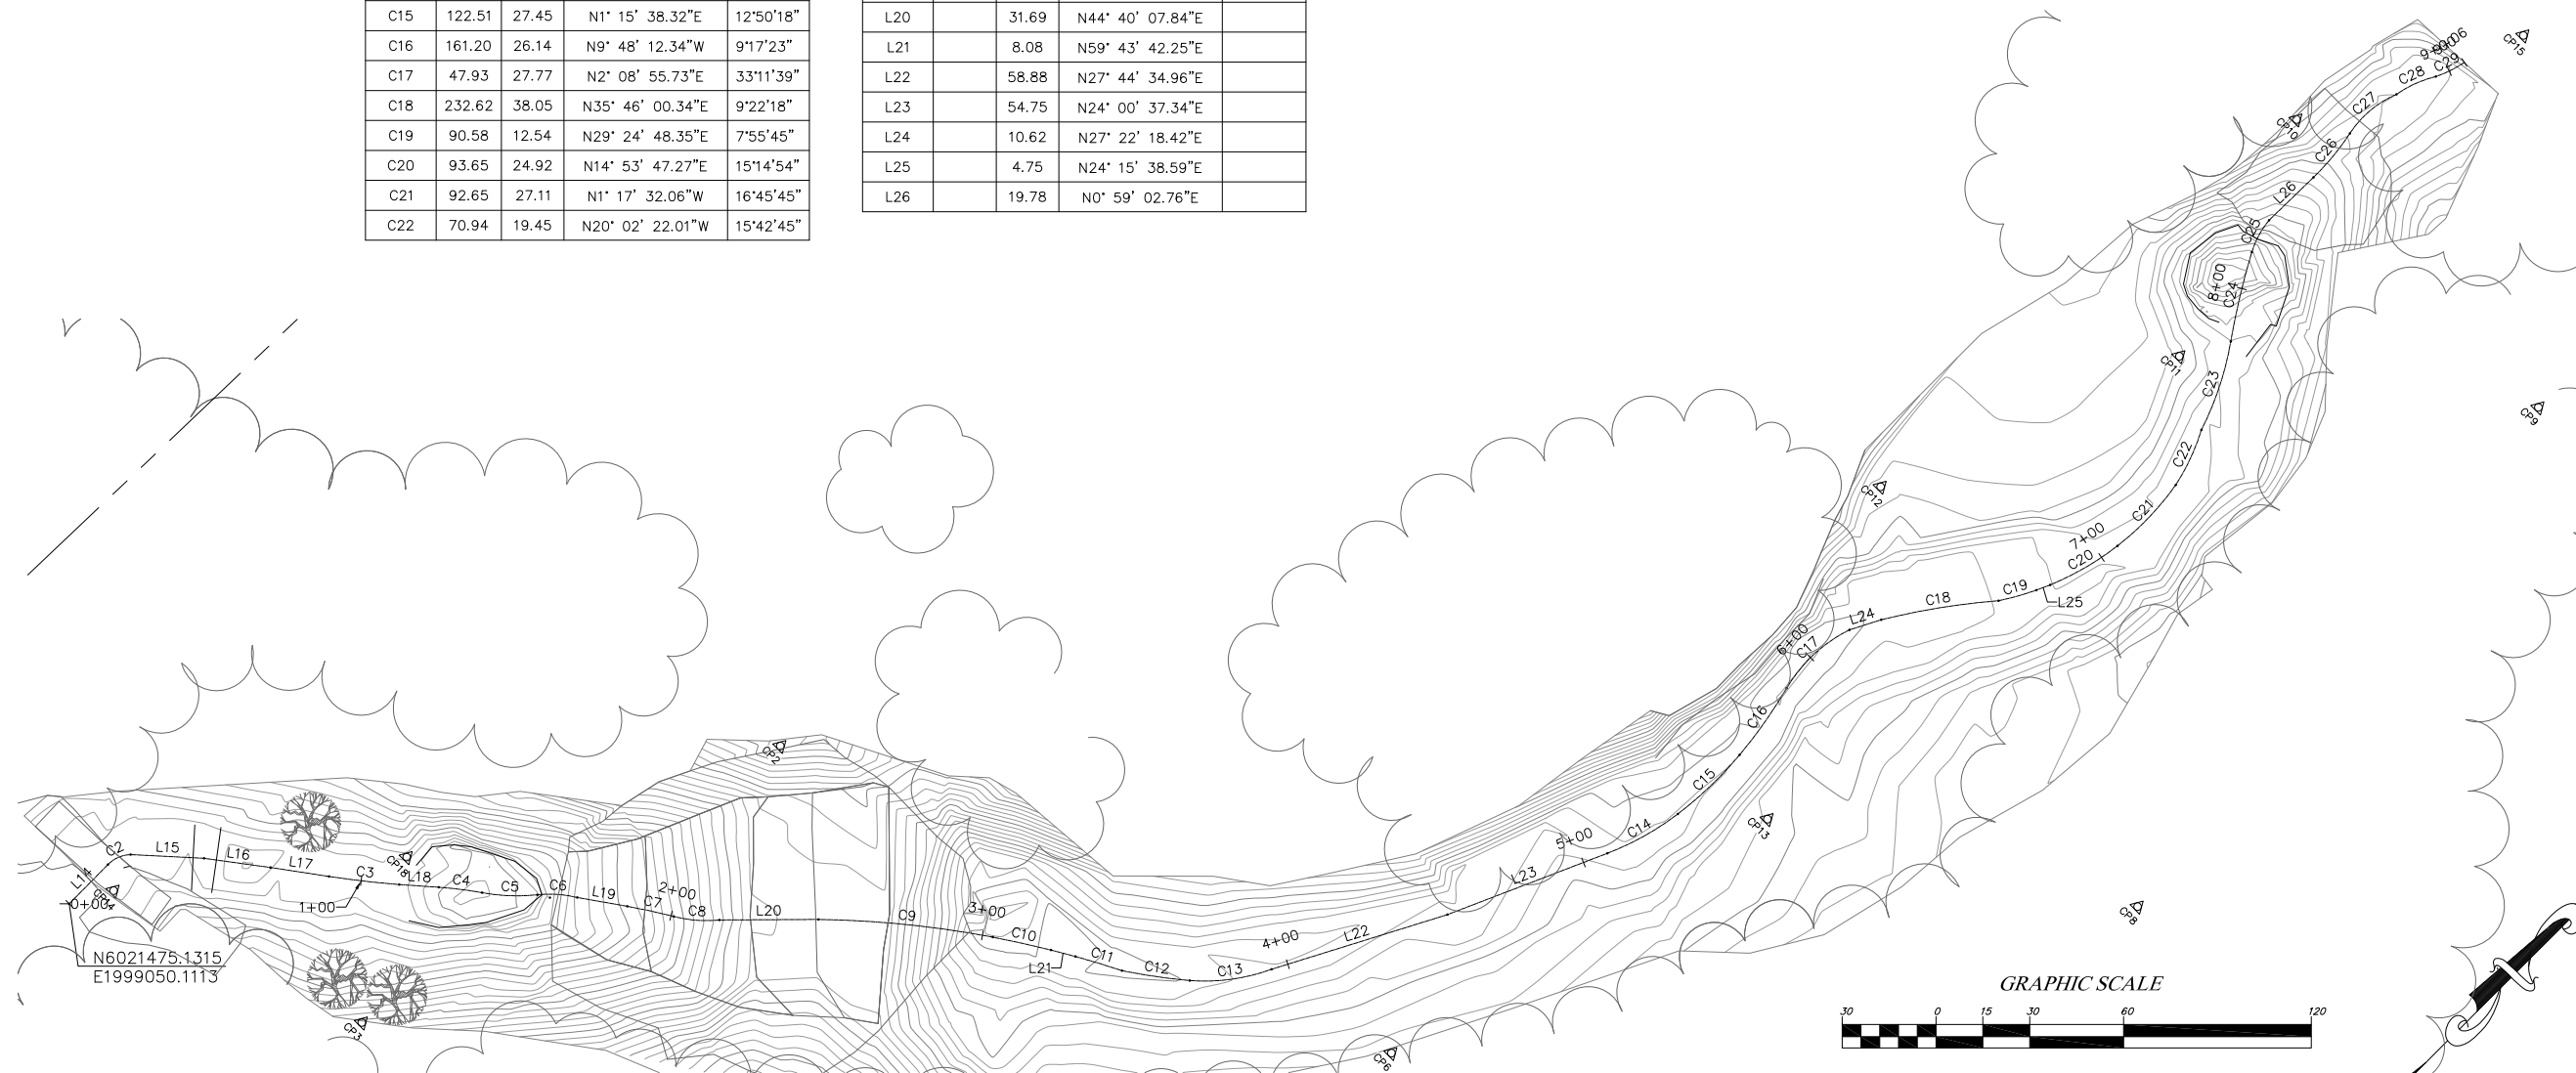 C15 122.51 27.45 N1° 15' 38.32"E 12°50'18"
C16 161.20 26.14 N9° 48' 12.34"W 9°17'23"
C17 47.93 27.77 N2° 08' 55.73"E 33°11'39"
C18 232.62 38.05 N35° 46' 00.34"E 9°22'18"
C19 90.58 12.54 N29° 24' 48.35"E 7°55'45"
C20 93.65 24.92 N14° 53' 47.27"E 15°14'54"
C21 92.65 27.11 N1° 17' 32.06"W 16°45'45"
C22 70.94 19.45 N20° 02' 22.01"W 15°42'45"
L20 31.69 N44° 40' 07.84"E
L21 8.08 N59° 43' 42.25"E
L22 58.88 N27° 44' 34.96"E
L23 54.75 N24° 00' 37.34"E
L24 10.62 N27° 22' 18.42"E
L25 4.75 N24° 15' 38.59"E
L26 19.78 N0° 59' 02.76"E
CP15
C29
C28
C27
CP10
C26
L26
C25
8+00
C24
CP11
C23
CP9
C22
CP12
C21
7+00
C20
C19
L25
C18
L24
6+00
C17
C16
C15
CP13
C14
5+00
L23
CP8
L22
4+00
C13
C12
C11
L21
C10
3+00
C9
CP2
L20
C8
2+00
C7
L19
C6
C5
C4
L18
CP16
C3
1+00
L17
L16
L15
C2
L14
0+00
N6021475.1315
E1999050.1113
CP3
CP6
GRAPHIC SCALE
30 0 15 30 60 120